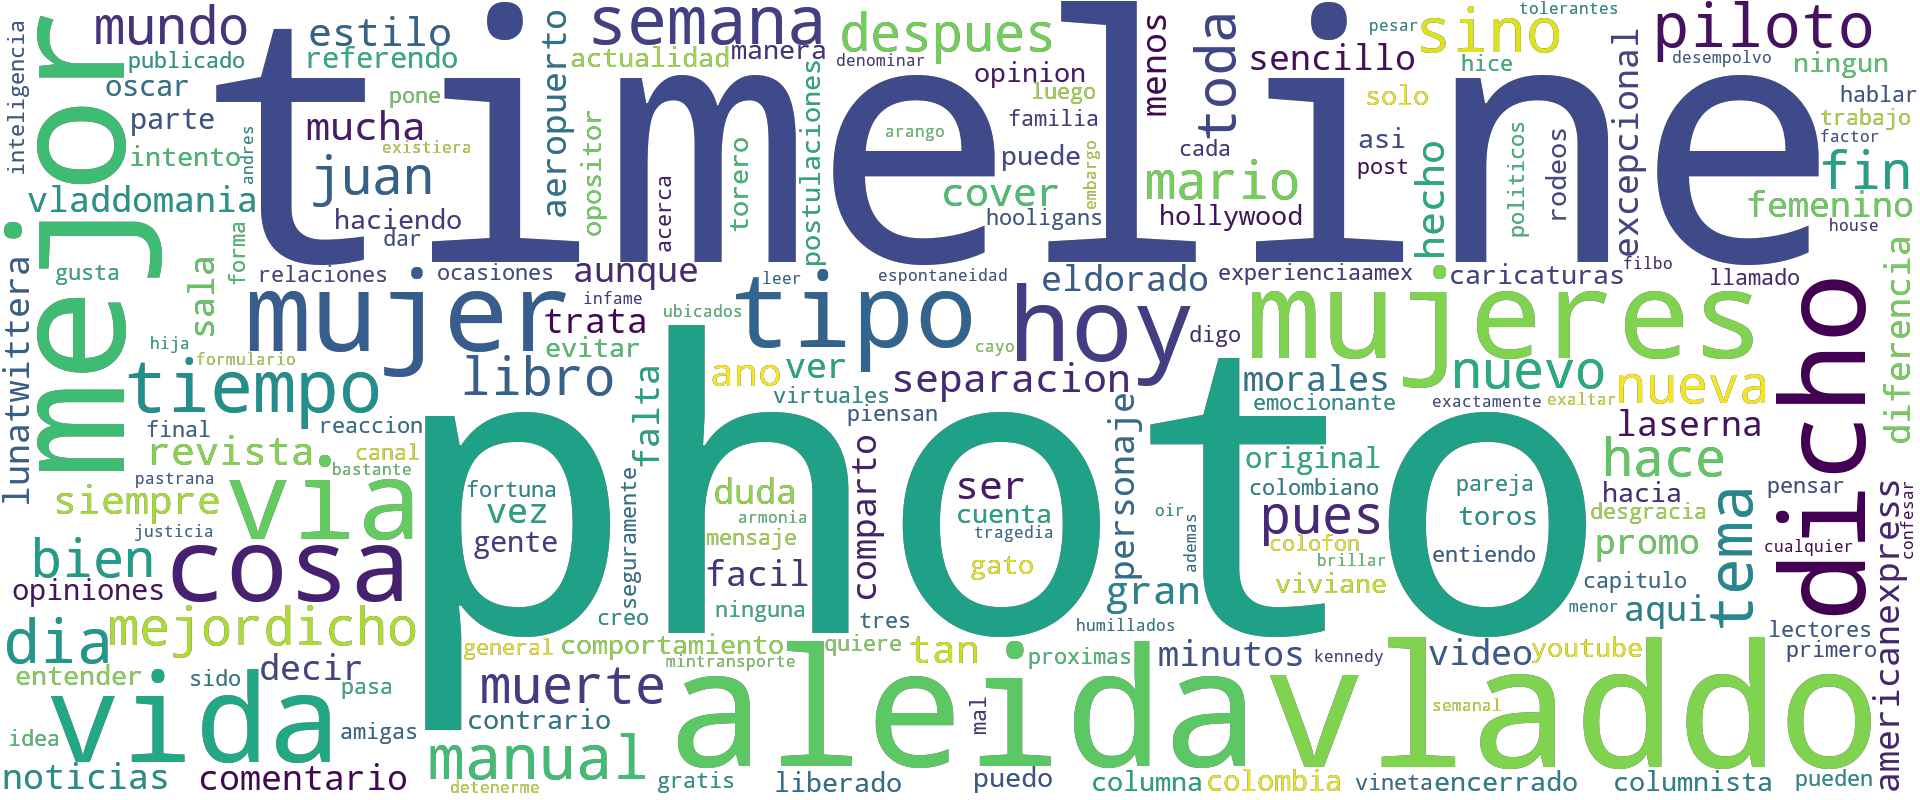 timeline
photo
mejor
mundo
estilo
semana
despues
sino
piloto
tolerantes
pesar
publicado
referendo
actualidad
manera
denominar
opinion
menos
toda
sencillo
hice
desempolvo
ningun
inteligencia
oscar
pone
aeropuerto
luego
solo
hablar
parte
mucha
familia
asi
trabajo
factor
intento
andres
existiera
juan
opositor
torero
postulaciones
arango
puede
embargo
cada
post
hecho
politicos
rodeos
excepcional
fin
vladdomania
haciendo
dar
acerca
cover
hooligans
mario
hollywood
femenino
house
lunatwittera
gusta
sala
forma
relaciones
ocasiones
aunque
leer
espontaneidad
eldorado
experienciaamex
caricaturas
filbo
llamado
diferencia
mujer
infame
trata
ubicados
tipo
hoy
digo
mujeres
dicho
hija
formulario
evitar
cayo
tiempo
libro
falta
ano
ver
virtuales
separacion
morales
nuevo
nueva
emocionante
exactamente
exaltar
final
reaccion
piensan
personaje
laserna
revista
canal
bastante
original
hace
pastrana
siempre
via
fortuna
vez
gente
seguramente
duda
armonia
mensaje
comparto
ser
cuenta
tragedia
oir
ademas
colombiano
pues
pareja
toros
entiendo
hacia
desgracia
tema
pensar
americanexpress
confesar
justicia
bien
cosa
facil
gato
colofon
brillar
promo
cualquier
opiniones
ninguna
creo
tres
gran
viviane
capitulo
menor
aqui
dia
mejordicho
humillados
lectores
decir
general
comportamiento
quiere
tan
proximas
minutos
kennedy
video
youtube
primero
entender
sido
pasa
mintransporte
vida
muerte
aleidavladdo
mal
semanal
idea
amigas
contrario
manual
noticias
comentario
detenerme
gratis
liberado
puedo
columna
colombia
vineta
encerrado
columnista
pueden